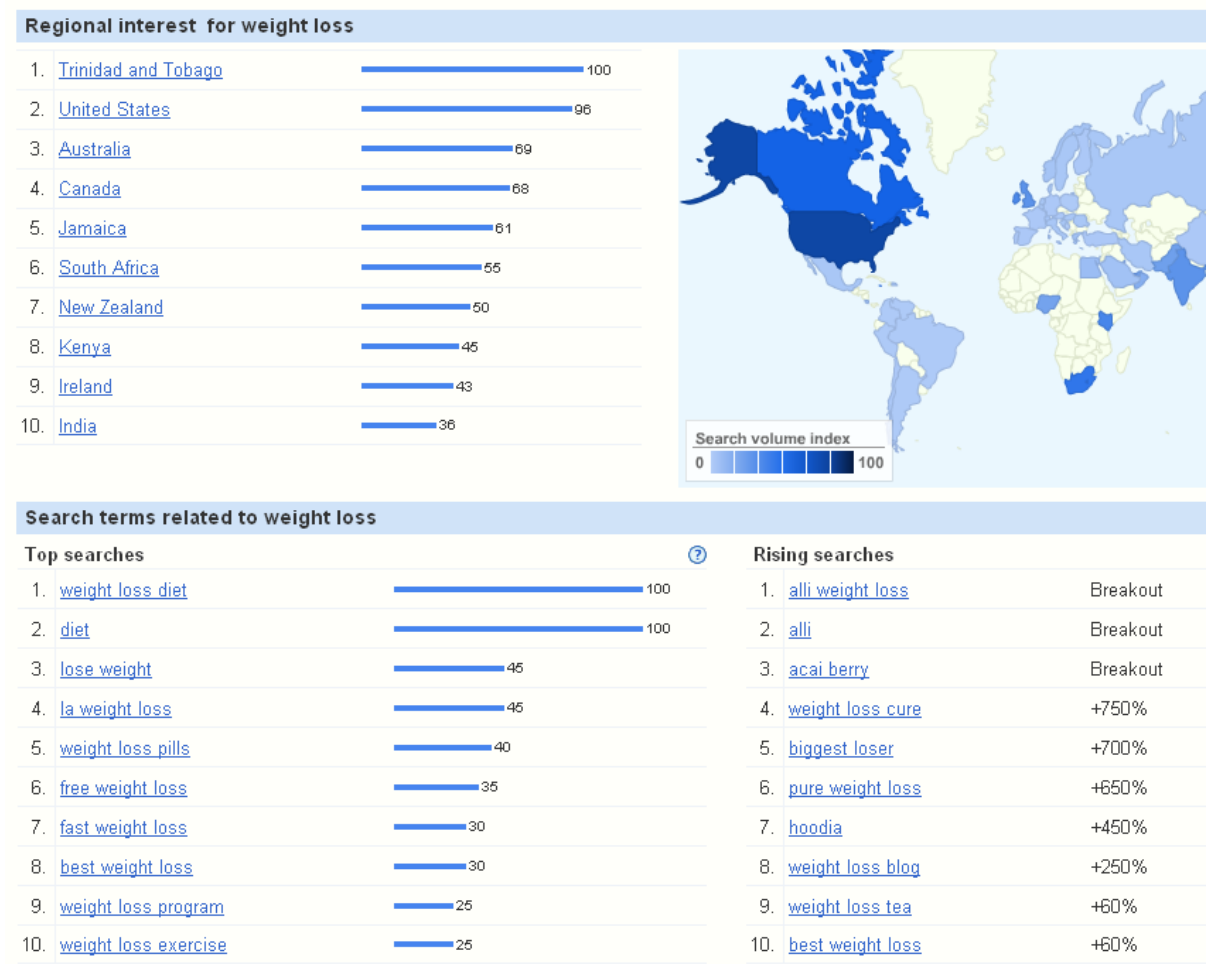 Regional interest for weight loss
1. Trinidad and Tobago 100
2. United States 96
3. Australia 69
4. Canada 68
5. Jamaica 61
6. South Africa 55
7. New Zealand 50
8. Kenya 45
9. Ireland 43
10. India 36
Search volume index
0 100
Search terms related to weight loss
Top searches ?
1. weight loss diet 100
2. diet 100
3. lose weight 45
4. la weight loss 45
5. weight loss pills 40
6. free weight loss 35
7. fast weight loss 30
8. best weight loss 30
9. weight loss program 25
10. weight loss exercise 25
Rising searches
1. alli weight loss Breakout
2. alli Breakout
3. acai berry Breakout
4. weight loss cure +750%
5. biggest loser +700%
6. pure weight loss +650%
7. hoodia +450%
8. weight loss blog +250%
9. weight loss tea +60%
10. best weight loss +60%